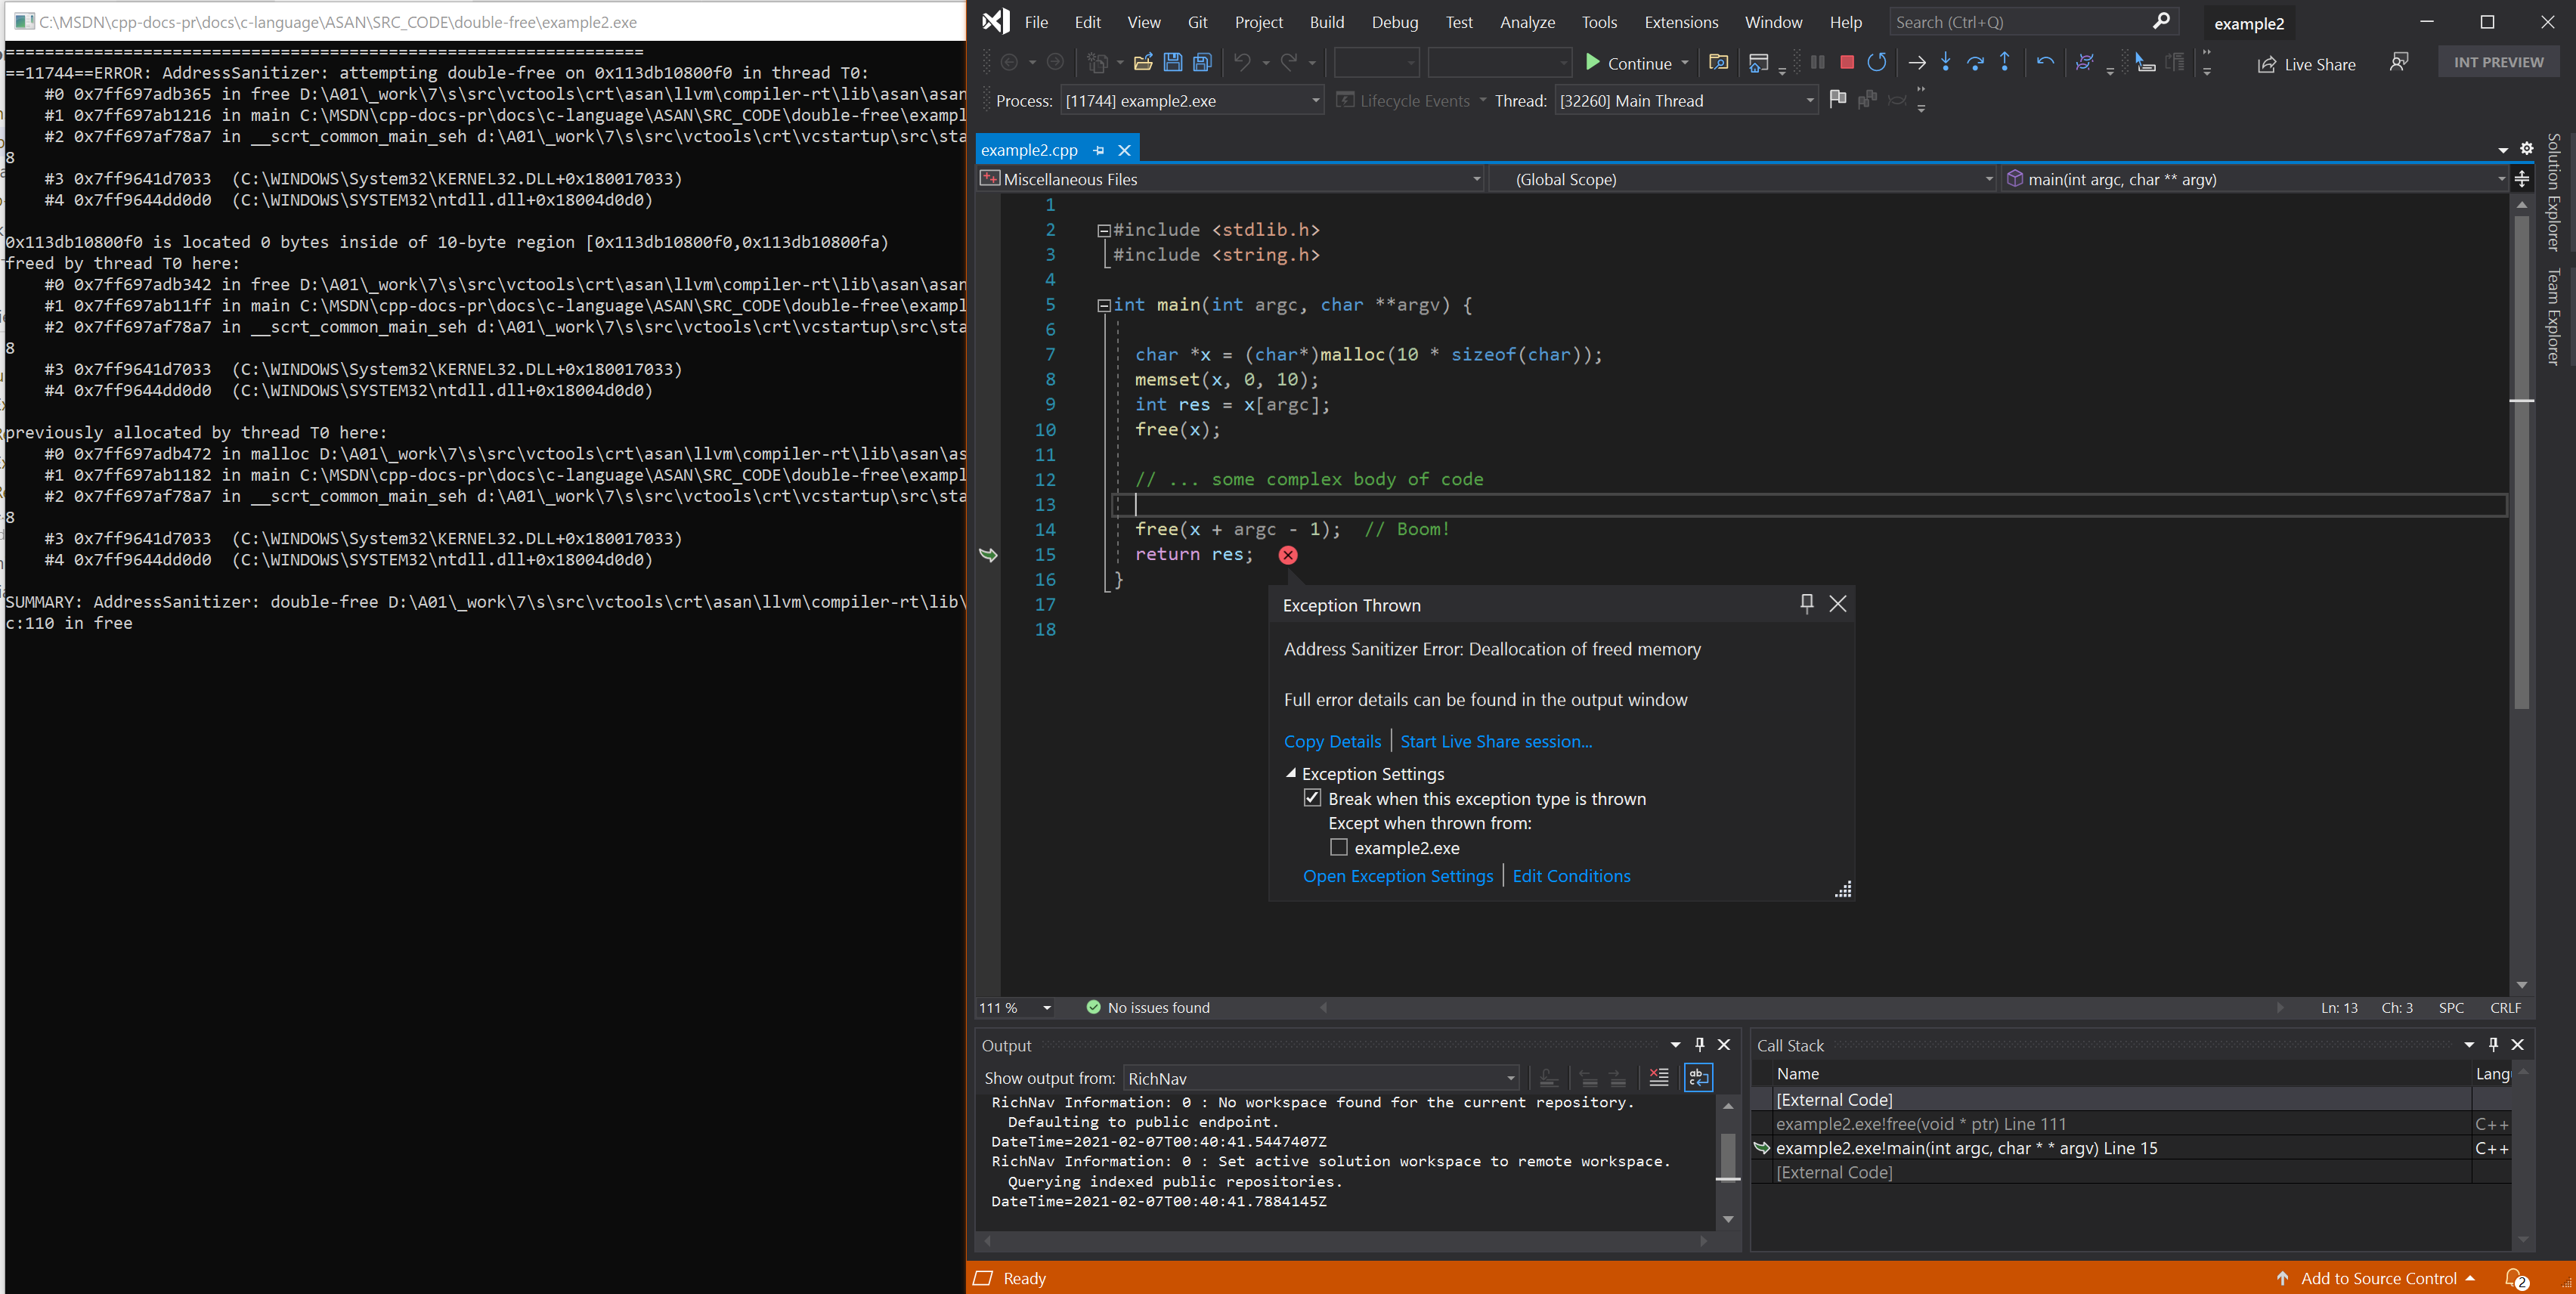 C:\MSDN\cpp-docs-pr\docs\c-language\ASAN\SRC_CODE\double-free\example2.exe
=================================================================
==11744==ERROR: AddressSanitizer: attempting double-free on 0x113db10800f0 in thread T0:
#0 0x7ff697adb365 in free D:\A01\_work\7\s\src\vctools\crt\asan\llvm\compiler-rt\lib\asan\asan
#1 0x7ff697ab1216 in main C:\MSDN\cpp-docs-pr\docs\c-language\ASAN\SRC_CODE\double-free\exampl
#2 0x7ff697af78a7 in __scrt_common_main_seh d:\A01\_work\7\s\src\vctools\crt\vcstartup\src\sta
8
#3 0x7ff9641d7033 (C:\WINDOWS\System32\KERNEL32.DLL+0x180017033)
#4 0x7ff9644dd0d0 (C:\WINDOWS\SYSTEM32\ntdll.dll+0x18004d0d0)
0x113db10800f0 is located 0 bytes inside of 10-byte region [0x113db10800f0,0x113db10800fa)
freed by thread T0 here:
#0 0x7ff697adb342 in free D:\A01\_work\7\s\src\vctools\crt\asan\llvm\compiler-rt\lib\asan\asan
#1 0x7ff697ab11ff in main C:\MSDN\cpp-docs-pr\docs\c-language\ASAN\SRC_CODE\double-free\exampl
#2 0x7ff697af78a7 in __scrt_common_main_seh d:\A01\_work\7\s\src\vctools\crt\vcstartup\src\sta
8
#3 0x7ff9641d7033 (C:\WINDOWS\System32\KERNEL32.DLL+0x180017033)
#4 0x7ff9644dd0d0 (C:\WINDOWS\SYSTEM32\ntdll.dll+0x18004d0d0)
previously allocated by thread T0 here:
#0 0x7ff697adb472 in malloc D:\A01\_work\7\s\src\vctools\crt\asan\llvm\compiler-rt\lib\asan\as
#1 0x7ff697ab1182 in main C:\MSDN\cpp-docs-pr\docs\c-language\ASAN\SRC_CODE\double-free\exampl
#2 0x7ff697af78a7 in __scrt_common_main_seh d:\A01\_work\7\s\src\vctools\crt\vcstartup\src\sta
8
#3 0x7ff9641d7033 (C:\WINDOWS\System32\KERNEL32.DLL+0x180017033)
#4 0x7ff9644dd0d0 (C:\WINDOWS\SYSTEM32\ntdll.dll+0x18004d0d0)
SUMMARY: AddressSanitizer: double-free D:\A01\_work\7\s\src\vctools\crt\asan\llvm\compiler-rt\lib\
c:110 in free
File Edit View Git Project Build Debug Test Analyze Tools Extensions Window Help Search (Ctrl+Q) example2
Continue Live Share INT PREVIEW
Process: [11744] example2.exe Lifecycle Events Thread: [32260] Main Thread
example2.cpp
Miscellaneous Files (Global Scope) main(int argc, char ** argv)
Solution Explorer
Team Explorer
1
2 #include <stdlib.h>
3 #include <string.h>
4
5 int main(int argc, char **argv) {
6
7 char *x = (char*)malloc(10 * sizeof(char));
8 memset(x, 0, 10);
9 int res = x[argc];
10 free(x);
11
12 // ... some complex body of code
13
14 free(x + argc - 1); // Boom!
15 return res;
16 }
17
18
Exception Thrown
Address Sanitizer Error: Deallocation of freed memory
Full error details can be found in the output window
Copy Details | Start Live Share session...
Exception Settings
Break when this exception type is thrown
Except when thrown from:
example2.exe
Open Exception Settings | Edit Conditions
111 % No issues found Ln: 13 Ch: 3 SPC CRLF
Output
Show output from: RichNav
RichNav Information: 0 : No workspace found for the current repository.
Defaulting to public endpoint.
DateTime=2021-02-07T00:40:41.5447407Z
RichNav Information: 0 : Set active solution workspace to remote workspace.
Querying indexed public repositories.
DateTime=2021-02-07T00:40:41.7884145Z
Call Stack
Name Lang
[External Code]
example2.exe!free(void * ptr) Line 111 C++
example2.exe!main(int argc, char * * argv) Line 15 C++
[External Code]
Ready Add to Source Control 2